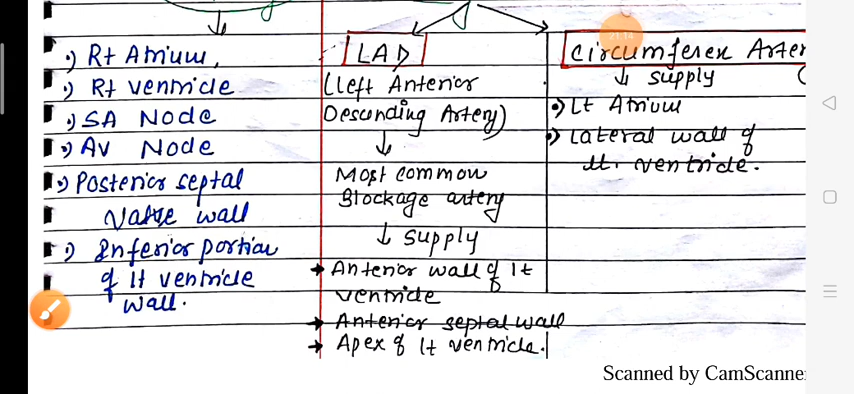 •) Rt Atrium,
•) Rt ventricle
•) SA Node
•) Av Node
•) Posterior septal
Valve wall
•) Inferior portion
of lt ventricle
wall.
LAD
(left Anterior
Descending Artery)
↓
Most common
Blockage artery
↓ supply
→ Anterior wall of lt
ventricle
→ Anterior septal wall
→ Apex of lt ventricle.
21:14
Circumferex Arter
↓ supply (
•) Lt Atrium
•) Lateral wall of
lt. ventricle.
Scanned by CamScanne